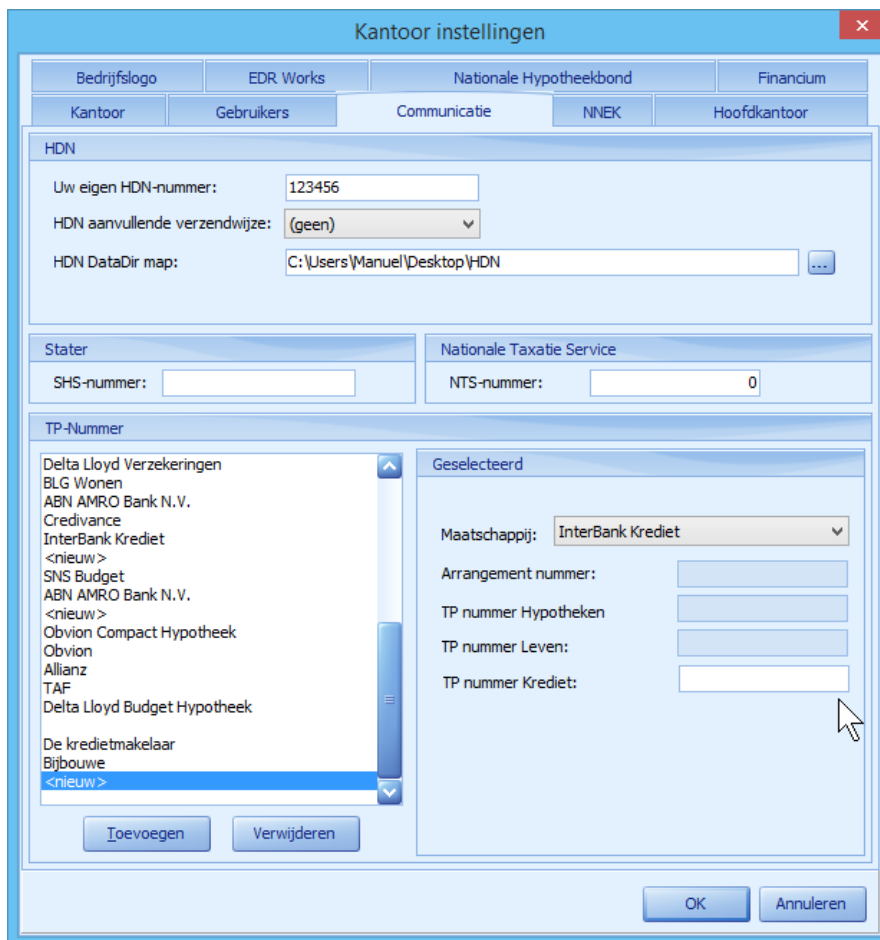 Kantoor instellingen
Bedrijfslogo EDR Works Nationale Hypotheekbond Financium
Kantoor Gebruikers Communicatie NNEK Hoofdkantoor
HDN
Uw eigen HDN-nummer: 123456
HDN aanvullende verzendwijze: (geen)
HDN DataDir map: C:\Users\Manuel\Desktop\HDN ...
Stater
SHS-nummer:
Nationale Taxatie Service
NTS-nummer: 0
TP-Nummer
Delta Lloyd Verzekeringen
BLG Wonen
ABN AMRO Bank N.V.
Credivance
InterBank Krediet
<nieuw>
SNS Budget
ABN AMRO Bank N.V.
<nieuw>
Obvion Compact Hypotheek
Obvion
Allianz
TAF
Delta Lloyd Budget Hypotheek
De kredietmakelaar
Bijbouwe
<nieuw>
Toevoegen Verwijderen
Geselecteerd
Maatschappij: InterBank Krediet
Arrangement nummer:
TP nummer Hypotheken
TP nummer Leven:
TP nummer Krediet:
OK Annuleren